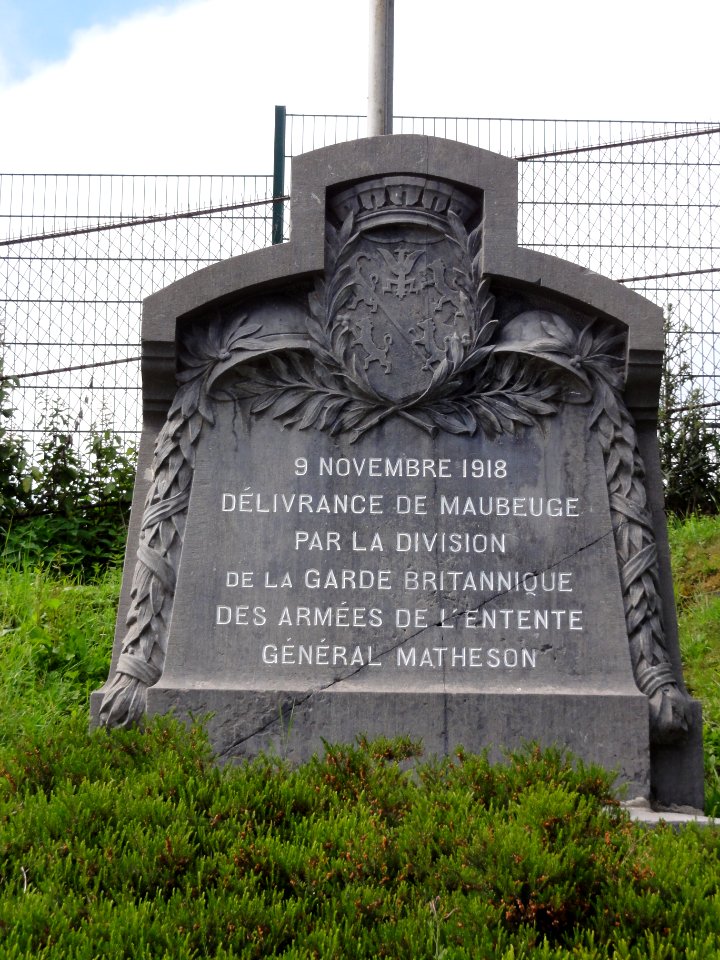 9 NOVEMBRE 1918
DÉLIVRANCE DE MAUBEUGE
PAR LA DIVISION
DE LA GARDE BRITANNIQUE
DES ARMÉES DE L'ENTENTE
GÉNÉRAL MATHESON